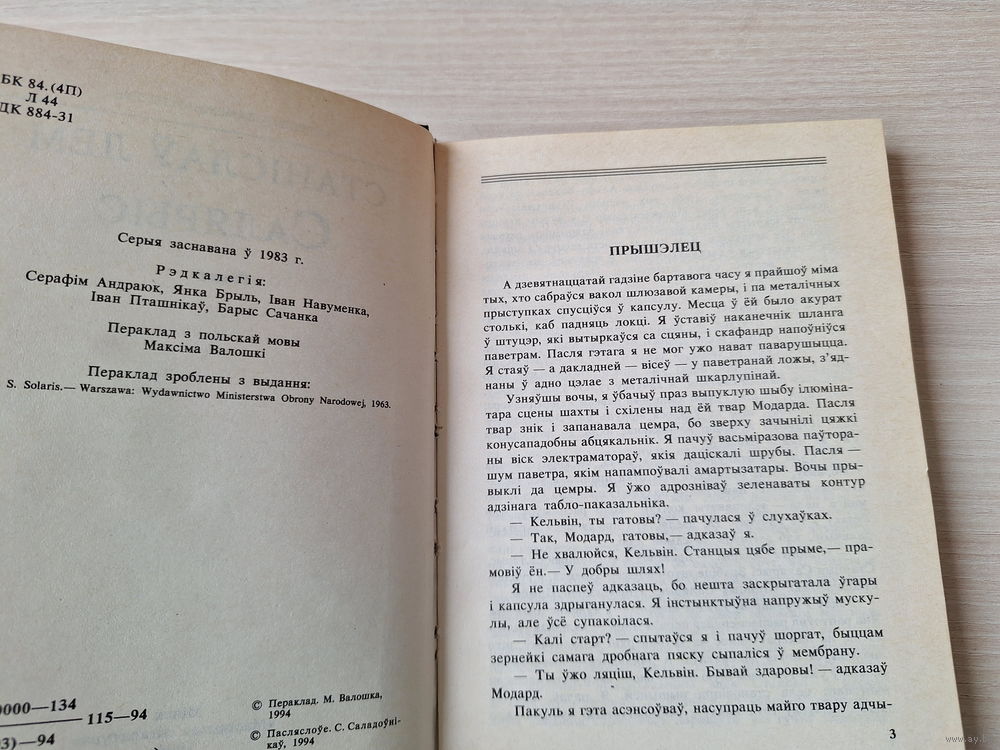 БК 84.(4П)
Л 44
ДК 884-31
Серыя заснавана ў 1983 г.
Рэдкалегія:
Серафім Андраюк, Янка Брыль, Іван Навуменка,
Іван Пташнікаў, Барыс Сачанка
Пераклад з польскай мовы
Максіма Валошкі
Пераклад зроблены з выдання:
S. Solaris.— Warszawa: Wydawnictwo Ministerstwa Obrony Narodowej, 1963.
0000—134
115—94
03)—94
© Пераклад. М. Валошка,
1994
© Пасляслоўе. С. Саладоўні-
каў, 1994
ПРЫШЭЛЕЦ
А дзевятнаццатай гадзіне бартавога часу я прайшоў міма
тых, хто сабраўся вакол шлюзавой камеры, і па металічных
прыступках спусціўся ў капсулу. Месца ў ёй было акурат
столькі, каб падняць локці. Я ўставіў наканечнік шланга
ў штуцэр, які вытыркаўся са сцяны, і скафандр напоўніўся
паветрам. Пасля гэтага я не мог ужо нават паварушыцца.
Я стаяў — а дакладней — вісеў — у паветранай ложы, з’яд-
наны ў адно цэлае з металічнай шкарлупінай.
Узняўшы вочы, я ўбачыў праз выпуклую шыбу ілюміна-
тара сцены шахты і схілены над ёй твар Модарда. Пасля
твар знік і запанавала цемра, бо зверху зачынілі цяжкі
конусападобны абцякальнік. Я пачуў васьміразова паўтора-
ны віск электраматораў, якія даціскалі шрубы. Пасля —
шум паветра, якім напампоўвалі амартызатары. Вочы пры-
выклі да цемры. Я ўжо адрозніваў зеленаваты контур
адзінага табло-паказальніка.
— Кельвін, ты гатовы? — пачулася ў слухаўках.
— Так, Модард, гатовы,— адказаў я.
— Не хвалюйся, Кельвін. Станцыя цябе прыме,— пра-
мовіў ён.— У добры шлях!
Я не паспеў адказаць, бо нешта заскрыгатала ўгары
і капсула здрыганулася. Я інстынктыўна напружыў муску-
лы, але ўсё супакоілася.
— Калі старт? — спытаўся я і пачуў шоргат, быццам
зернейкі самага дробнага пяску сыпаліся ў мембрану.
— Ты ўжо ляціш, Кельвін. Бывай здаровы! — адказаў
Модард.
Пакуль я гэта асэнсоўваў, насупраць майго твару адчы-
3